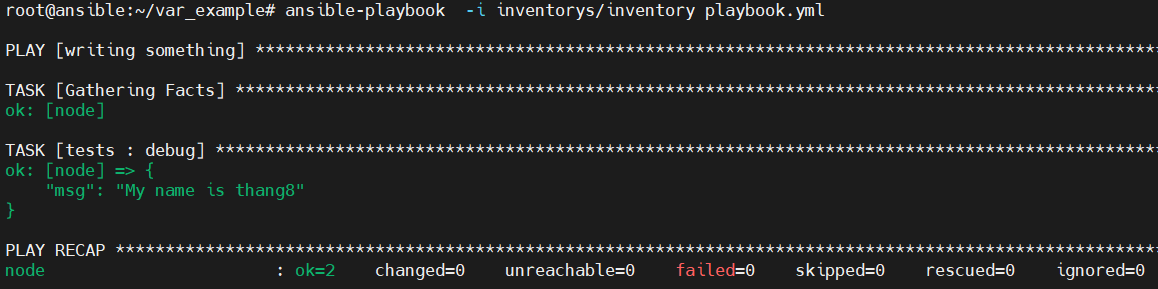 root@ansible:~/var_example# ansible-playbook  -i inventorys/inventory playbook.yml
PLAY [writing something] *******************************************************************************************
TASK [Gathering Facts] *********************************************************************************************
ok: [node]
TASK [tests : debug] ***********************************************************************************************
ok: [node] => {
    "msg": "My name is thang8"
}
PLAY RECAP *********************************************************************************************************
node                       : ok=2    changed=0    unreachable=0    failed=0    skipped=0    rescued=0    ignored=0